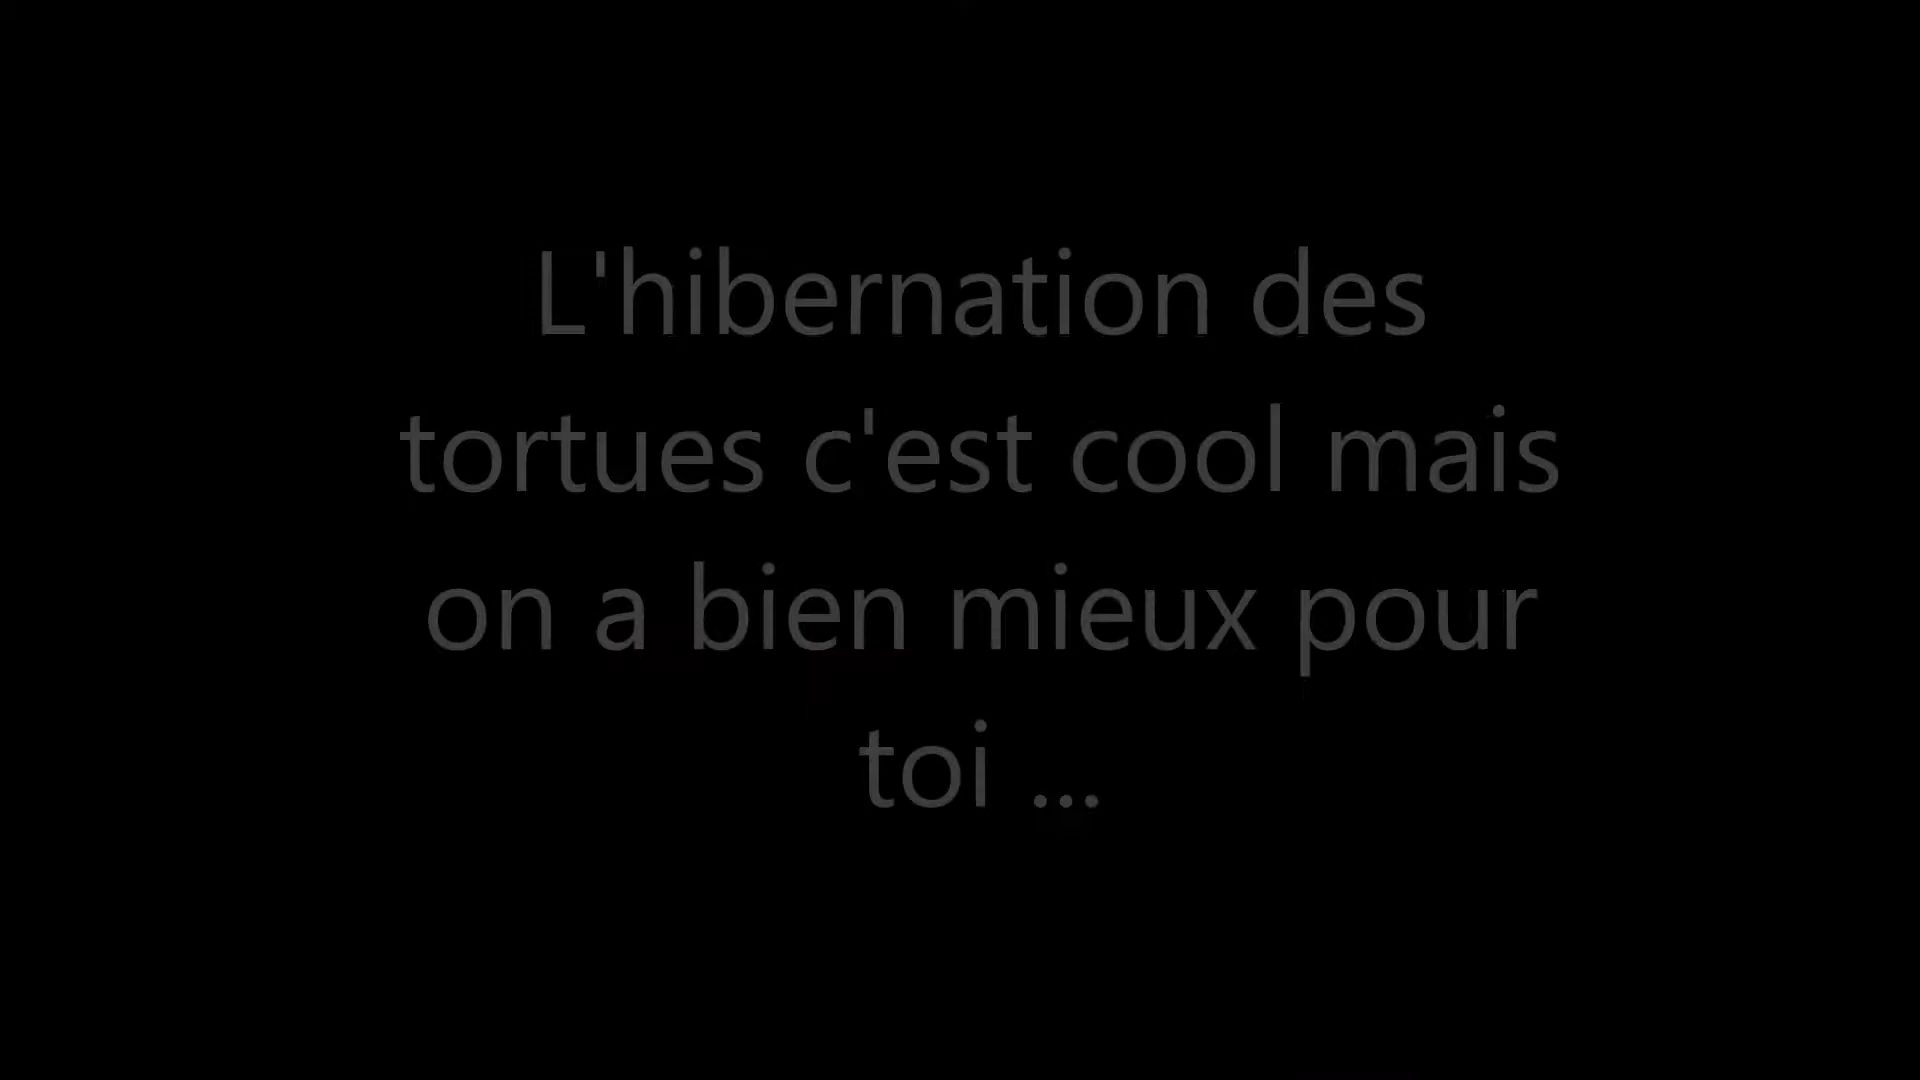 L'hibernation des
tortues c'est cool mais
on a bien mieux pour
toi ...